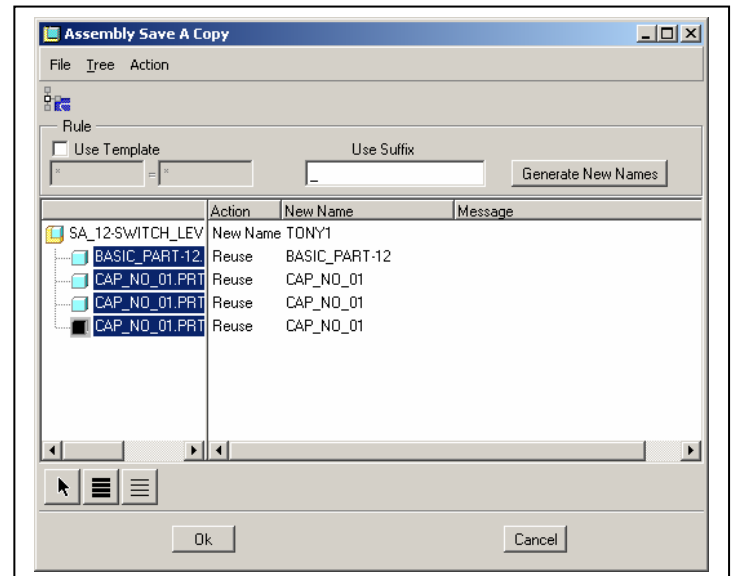 Assembly Save A Copy
File Tree Action
Rule
Use Template Use Suffix
* = * _ Generate New Names
Action New Name Message
SA_12-SWITCH_LEV New Name TONY1
BASIC_PART-12. Reuse BASIC_PART-12
CAP_NO_01.PRT Reuse CAP_NO_01
CAP_NO_01.PRT Reuse CAP_NO_01
CAP_NO_01.PRT Reuse CAP_NO_01
Ok Cancel